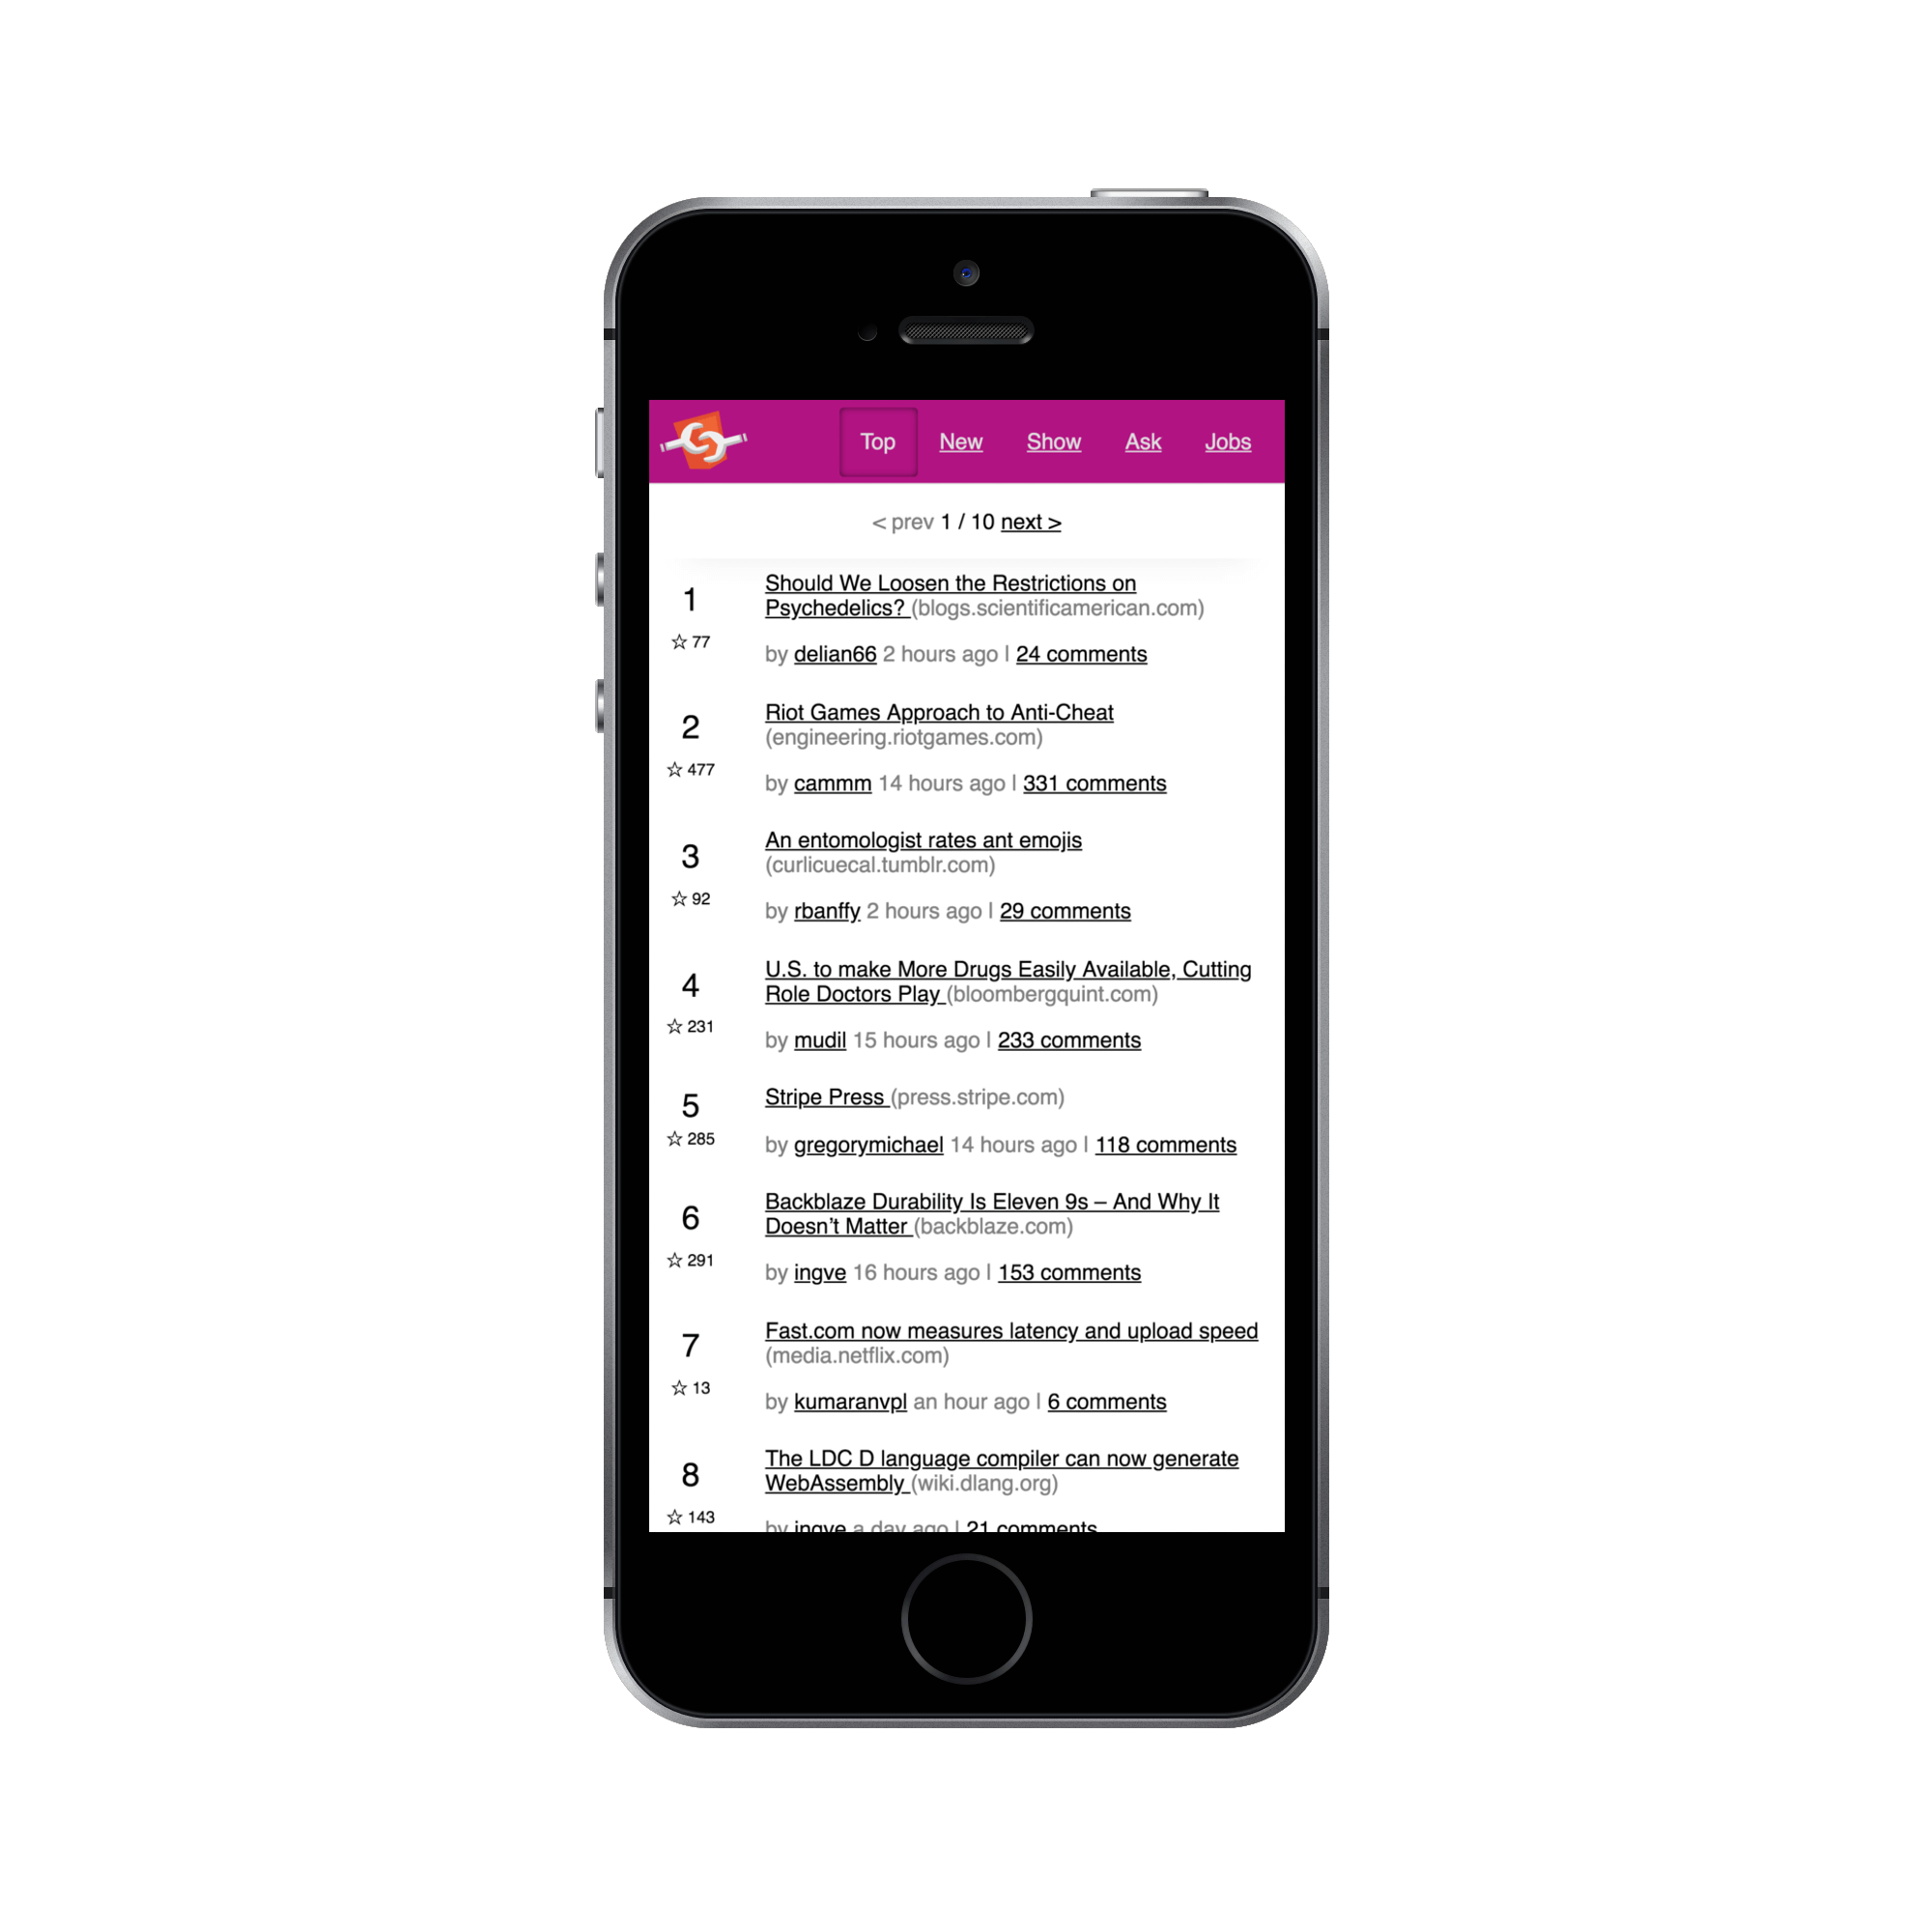 Top New Show Ask Jobs
< prev 1 / 10 next >
1
☆ 77
Should We Loosen the Restrictions on
Psychedelics? (blogs.scientificamerican.com)
by delian66 2 hours ago | 24 comments
2
☆ 477
Riot Games Approach to Anti-Cheat
(engineering.riotgames.com)
by cammm 14 hours ago | 331 comments
3
☆ 92
An entomologist rates ant emojis
(curlicuecal.tumblr.com)
by rbanffy 2 hours ago | 29 comments
4
☆ 231
U.S. to make More Drugs Easily Available, Cutting
Role Doctors Play (bloombergquint.com)
by mudil 15 hours ago | 233 comments
5
☆ 285
Stripe Press (press.stripe.com)
by gregorymichael 14 hours ago | 118 comments
6
☆ 291
Backblaze Durability Is Eleven 9s – And Why It
Doesn’t Matter (backblaze.com)
by ingve 16 hours ago | 153 comments
7
☆ 13
Fast.com now measures latency and upload speed
(media.netflix.com)
by kumaranvpl an hour ago | 6 comments
8
☆ 143
The LDC D language compiler can now generate
WebAssembly (wiki.dlang.org)
by ingve a day ago | 21 comments